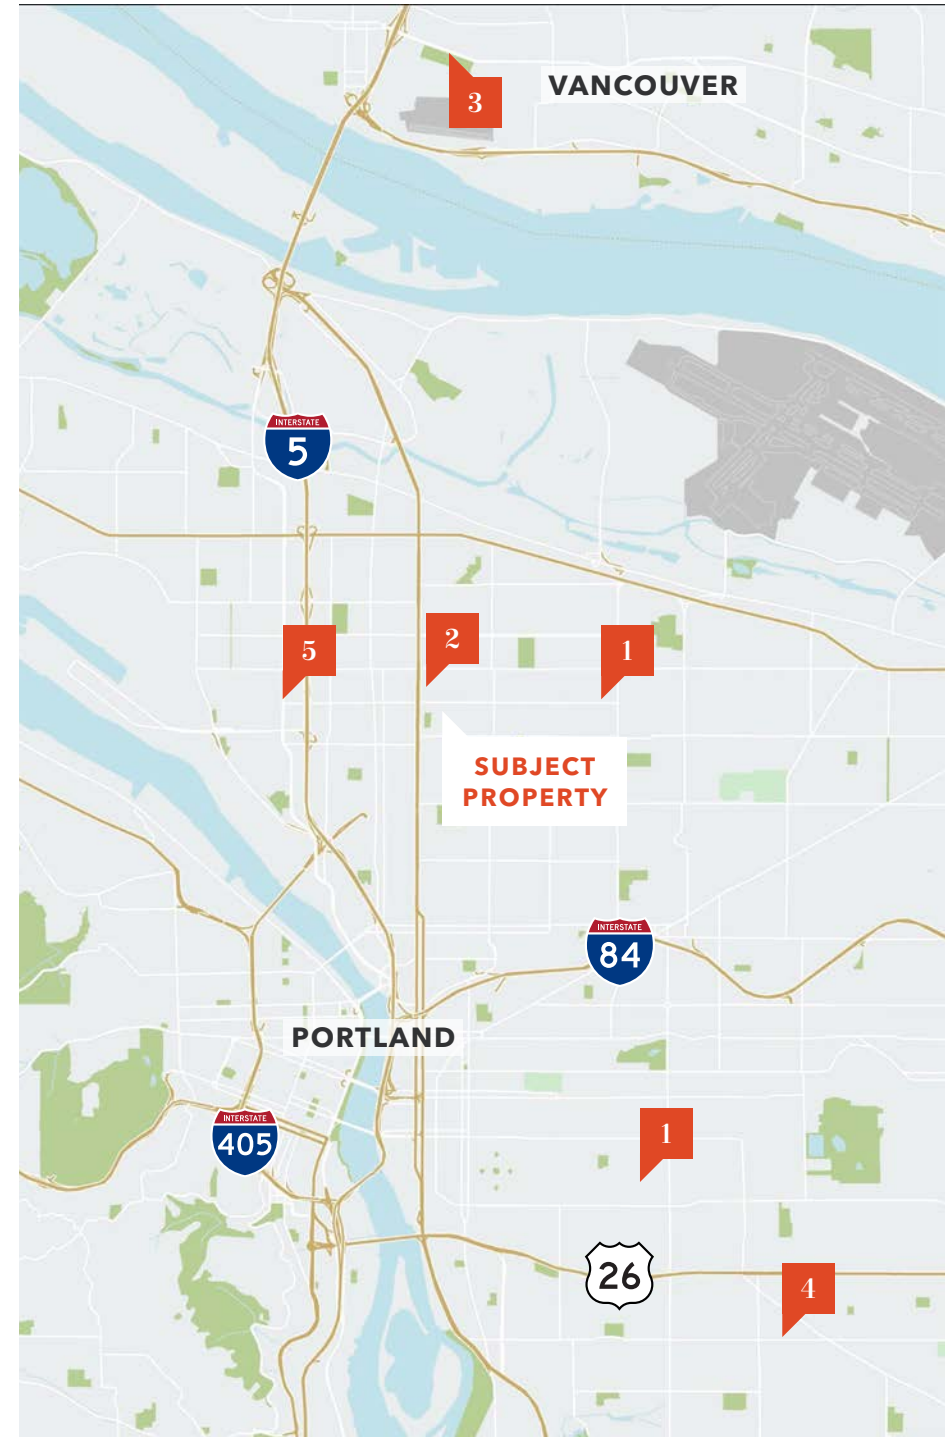 VANCOUVER
3
INTERSTATE
5
2
5
1
SUBJECT
PROPERTY
INTERSTATE
84
PORTLAND
INTERSTATE
405
1
26
4